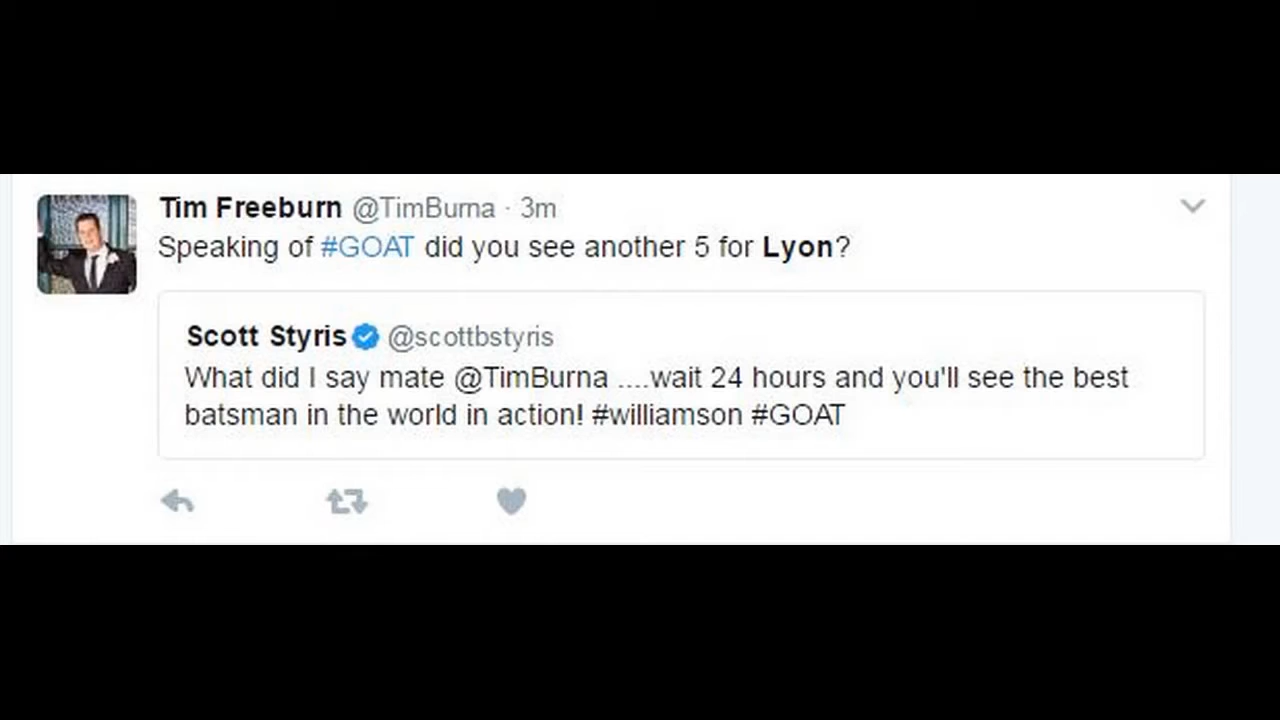 Tim Freeburn @TimBurna · 3m
Speaking of #GOAT did you see another 5 for Lyon?
Scott Styris @scottbstyris
What did I say mate @TimBurna ....wait 24 hours and you'll see the best
batsman in the world in action! #williamson #GOAT